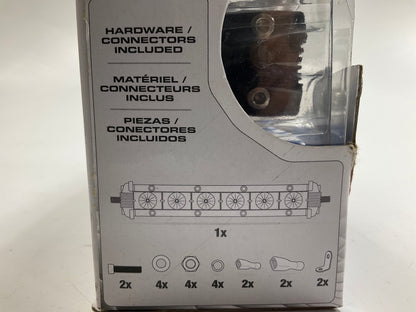 HARDWARE /
CONNECTORS
INCLUDED
MATÉRIEL /
CONNECTEURS
INCLUS
PIEZAS /
CONECTORES
INCLUIDOS
1x
2x 4x 4x 4x 2x 2x 2x